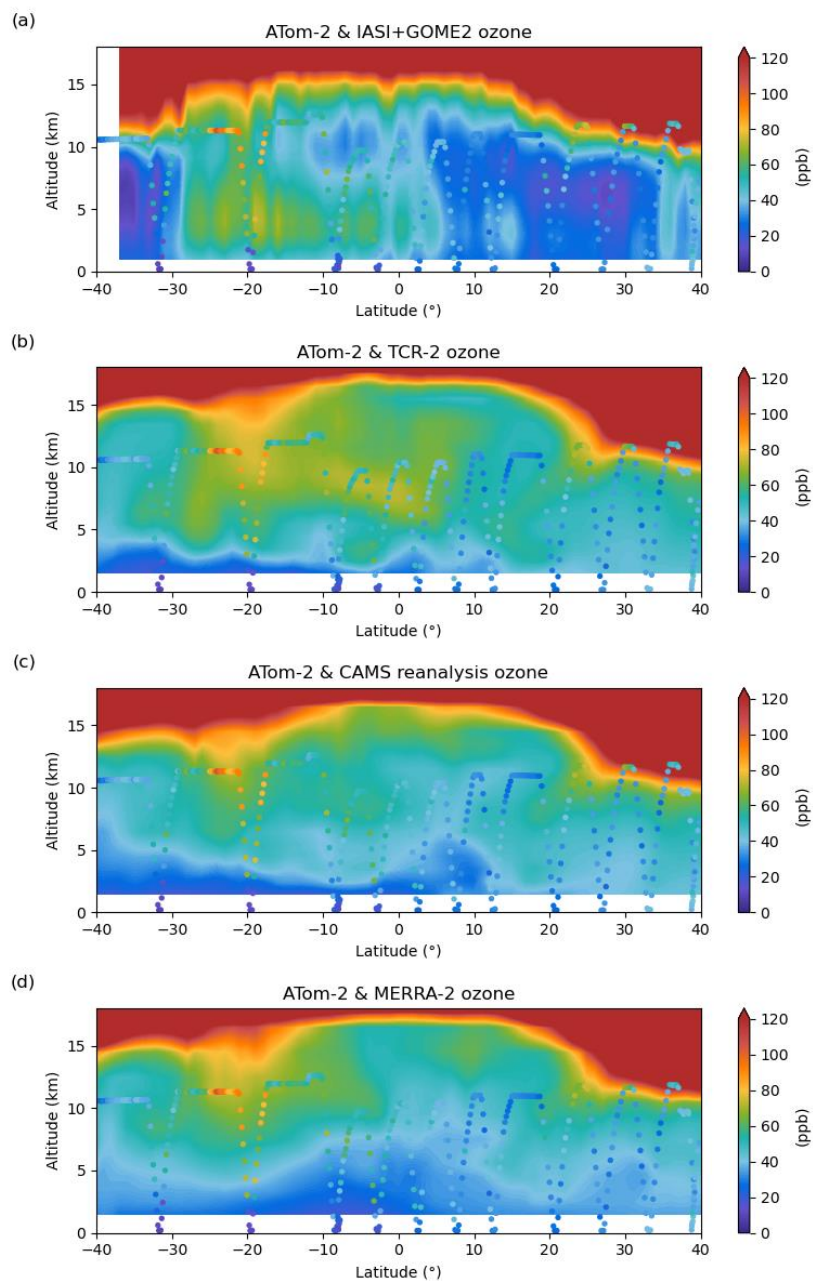 (a)
ATom-2 & IASI+GOME2 ozone
Altitude (km)
15
10
5
0
−40 −30 −20 −10 0 10 20 30 40
Latitude (°)
120
100
80
60
40
20
0
(ppb)
(b)
ATom-2 & TCR-2 ozone
Altitude (km)
15
10
5
0
−40 −30 −20 −10 0 10 20 30 40
Latitude (°)
120
100
80
60
40
20
0
(ppb)
(c)
ATom-2 & CAMS reanalysis ozone
Altitude (km)
15
10
5
0
−40 −30 −20 −10 0 10 20 30 40
Latitude (°)
120
100
80
60
40
20
0
(ppb)
(d)
ATom-2 & MERRA-2 ozone
Altitude (km)
15
10
5
0
−40 −30 −20 −10 0 10 20 30 40
Latitude (°)
120
100
80
60
40
20
0
(ppb)